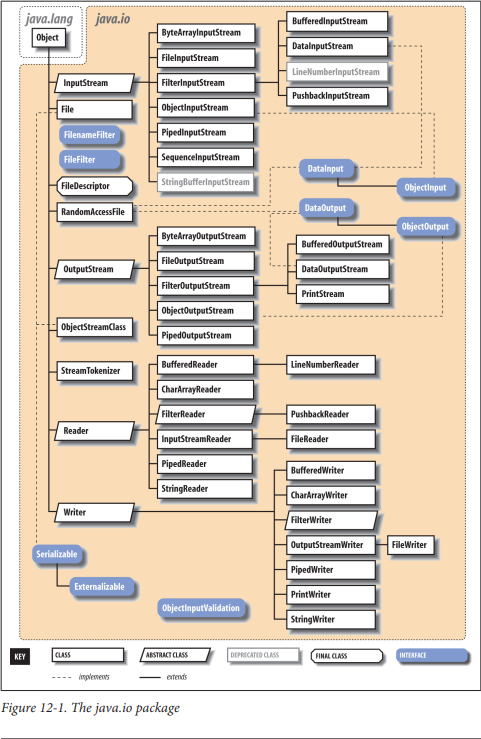 java.lang
java.io
Object
InputStream
File
FilenameFilter
FileFilter
FileDescriptor
RandomAccessFile
OutputStream
ObjectStreamClass
StreamTokenizer
Reader
Writer
Serializable
Externalizable
ByteArrayInputStream
FileInputStream
FilterInputStream
ObjectInputStream
PipedInputStream
SequenceInputStream
StringBufferInputStream
BufferedInputStream
DataInputStream
LineNumberInputStream
PushbackInputStream
DataInput
ObjectInput
DataOutput
ObjectOutput
ByteArrayOutputStream
FileOutputStream
FilterOutputStream
ObjectOutputStream
PipedOutputStream
BufferedOutputStream
DataOutputStream
PrintStream
BufferedReader
CharArrayReader
FilterReader
InputStreamReader
PipedReader
StringReader
LineNumberReader
PushbackReader
FileReader
BufferedWriter
CharArrayWriter
FilterWriter
OutputStreamWriter
FileWriter
PipedWriter
PrintWriter
StringWriter
ObjectInputValidation
KEY
CLASS
ABSTRACT CLASS
DEPRECATED CLASS
FINAL CLASS
INTERFACE
implements
extends
Figure 12-1. The java.io package